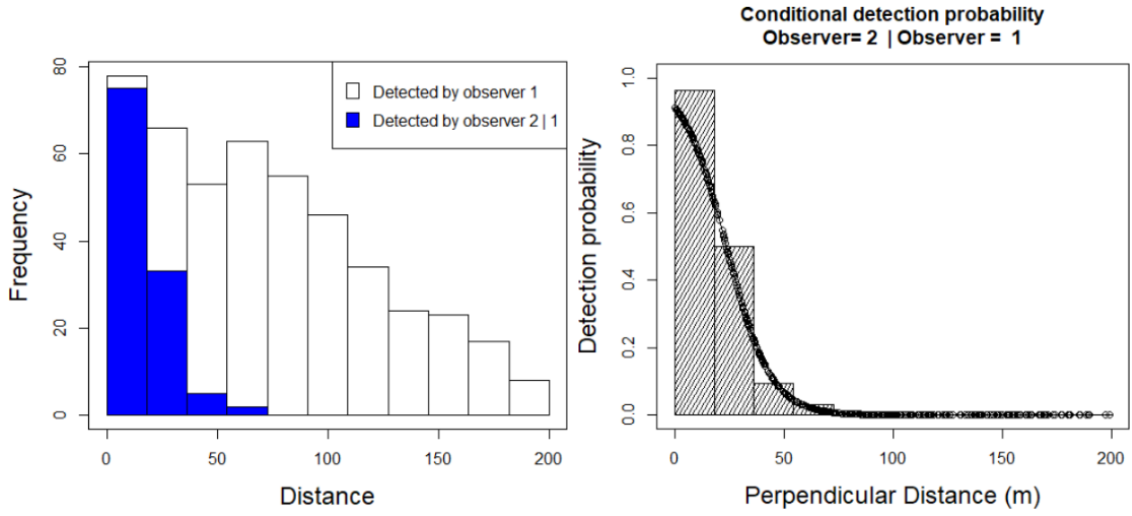 80
60
40
20
0
Frequency
Detected by observer 1
Detected by observer 2 | 1
0 50 100 150 200
Distance
Conditional detection probability
Observer= 2 | Observer = 1
1.0
0.8
0.6
0.4
0.2
0.0
Detection probability
0 50 100 150 200
Perpendicular Distance (m)